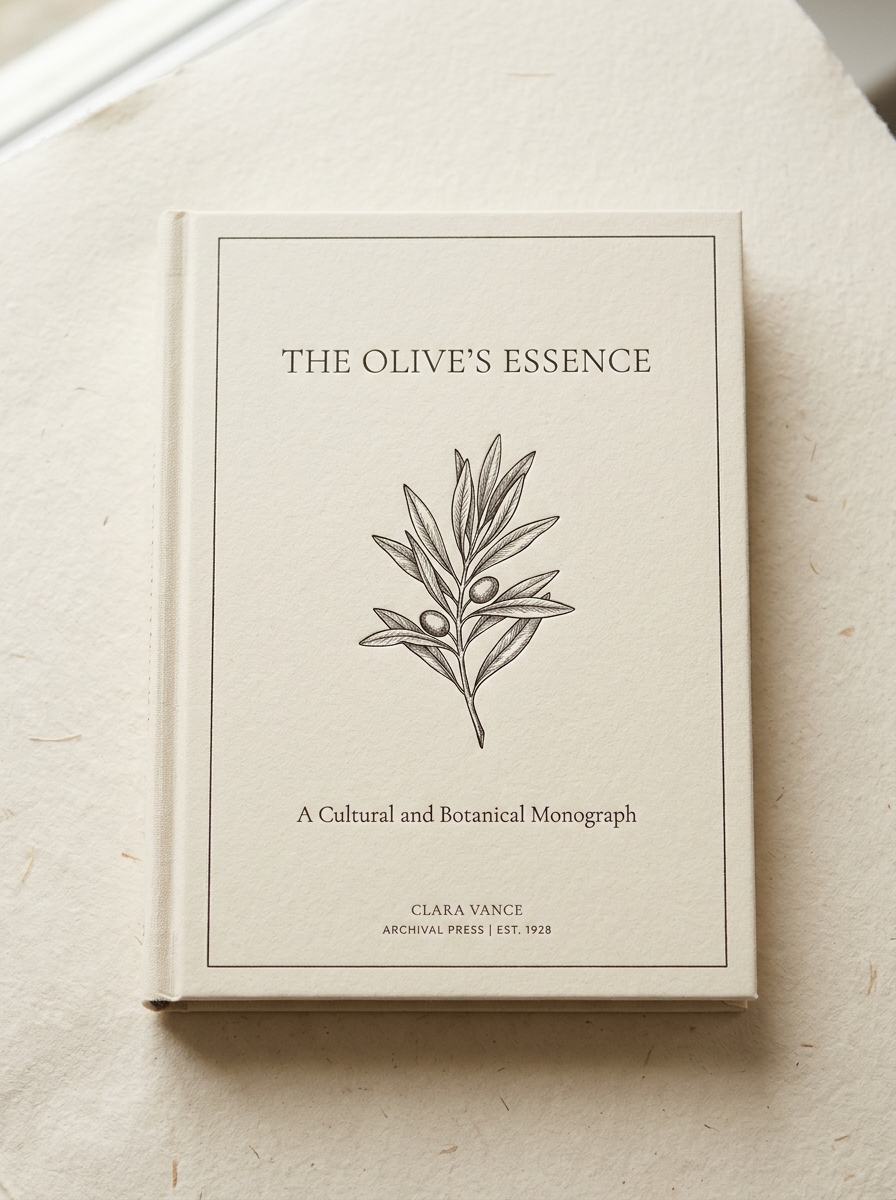 THE OLIVE’S ESSENCE
A Cultural and Botanical Monograph
CLARA VANCE
ARCHIVAL PRESS | EST. 1928